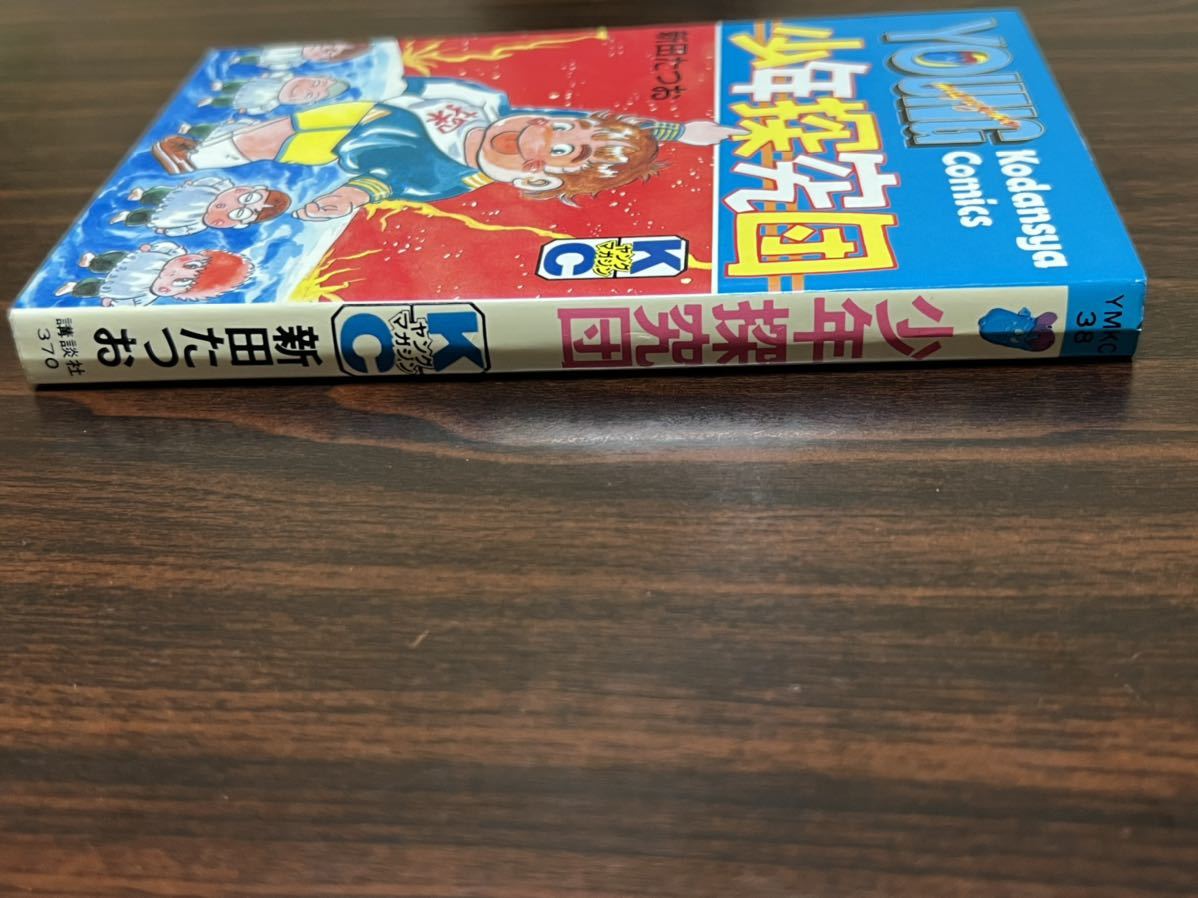 YOUNG
Kodansya
Comics
少年探究団
新田たつお
探
K
ヤング
マガジン
C
YMKC
38
少年探究団
K
ヤング
マガジン
C
新田たつお
講談社
370